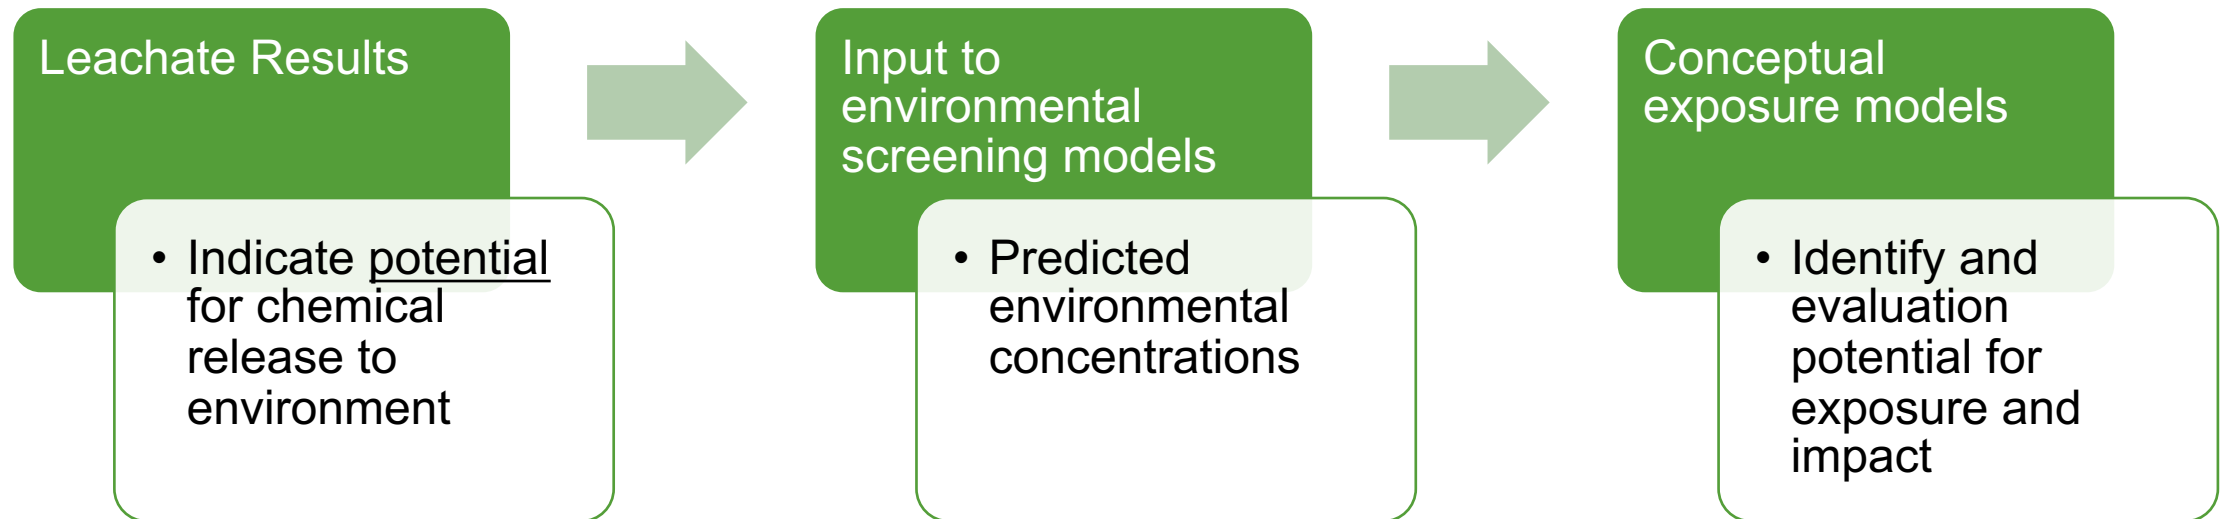 Leachate Results
• Indicate potential
for chemical
release to
environment
Input to
environmental
screening models
• Predicted
environmental
concentrations
Conceptual
exposure models
• Identify and
evaluation
potential for
exposure and
impact